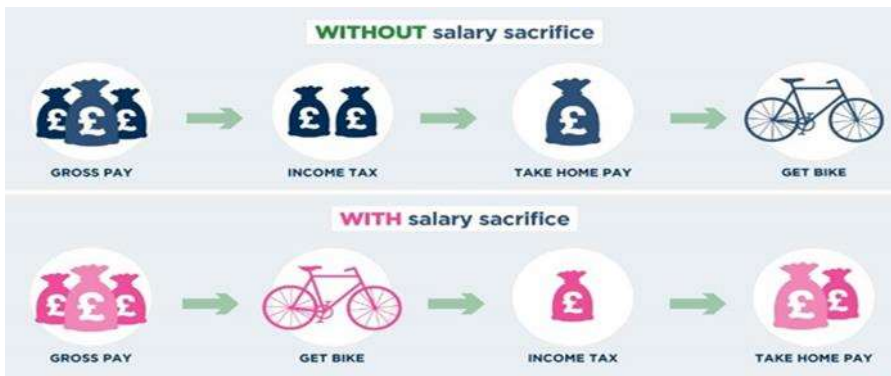 WITHOUT salary sacrifice
£ £ £
£ £
£
GROSS PAY
INCOME TAX
TAKE HOME PAY
GET BIKE
WITH salary sacrifice
£ £ £
£
£ £
GROSS PAY
GET BIKE
INCOME TAX
TAKE HOME PAY